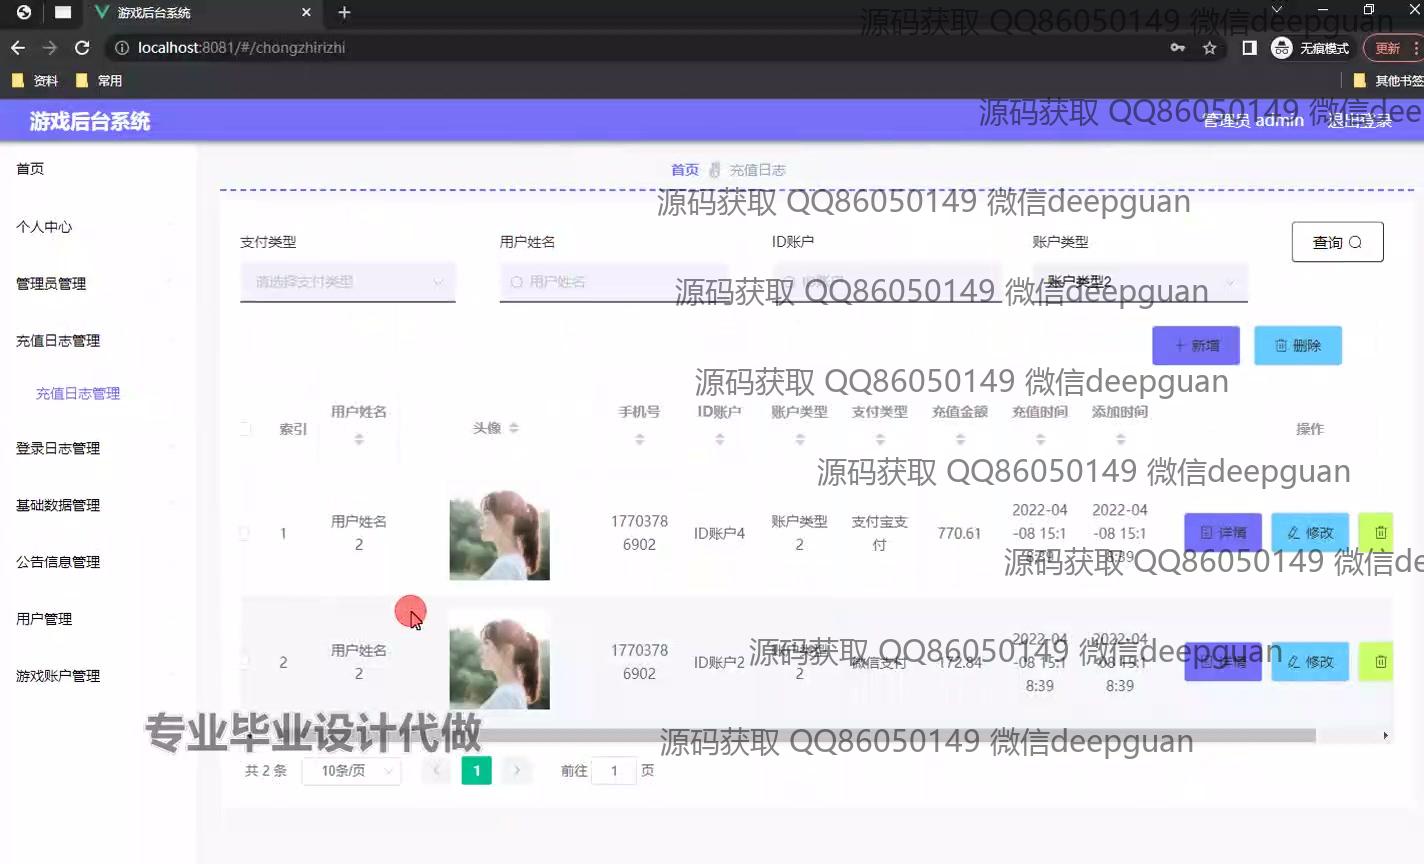 游戏后台系统
源码获取 QQ86050149 微信deepguan
localhost:8081/#/chongzhirizhi
无痕模式
更新
资料
常用
其他书签
游戏后台系统
源码获取 QQ86050149 微信dee
管理员 admin
退出登录
首页
个人中心
管理员管理
充值日志管理
充值日志管理
登录日志管理
基础数据管理
公告信息管理
用户管理
游戏账户管理
首页 充值日志
源码获取 QQ86050149 微信deepguan
支付类型
用户姓名
ID账户
账户类型
查询
请选择支付类型
用户姓名
ID账户
账户类型2
源码获取 QQ86050149 微信deepguan
+ 新增
删除
源码获取 QQ86050149 微信deepguan
索引
用户姓名
头像
手机号
ID账户
账户类型
支付类型
充值金额
充值时间
添加时间
操作
源码获取 QQ86050149 微信deepguan
1
用户姓名
2
1770378
6902
ID账户4
账户类型
2
支付宝支
付
770.61
2022-04
-08 15:1
8:39
2022-04
-08 15:1
8:39
详情
修改
源码获取 QQ86050149 微信de
2
用户姓名
2
1770378
6902
ID账户2
账户类型
2
微信支付
172.84
2022-04
-08 15:1
8:39
2022-04
-08 15:1
8:39
详情
修改
源码获取 QQ86050149 微信deepguan
专业毕业设计代做
源码获取 QQ86050149 微信deepguan
共 2 条
10条/页
1
前往 1 页